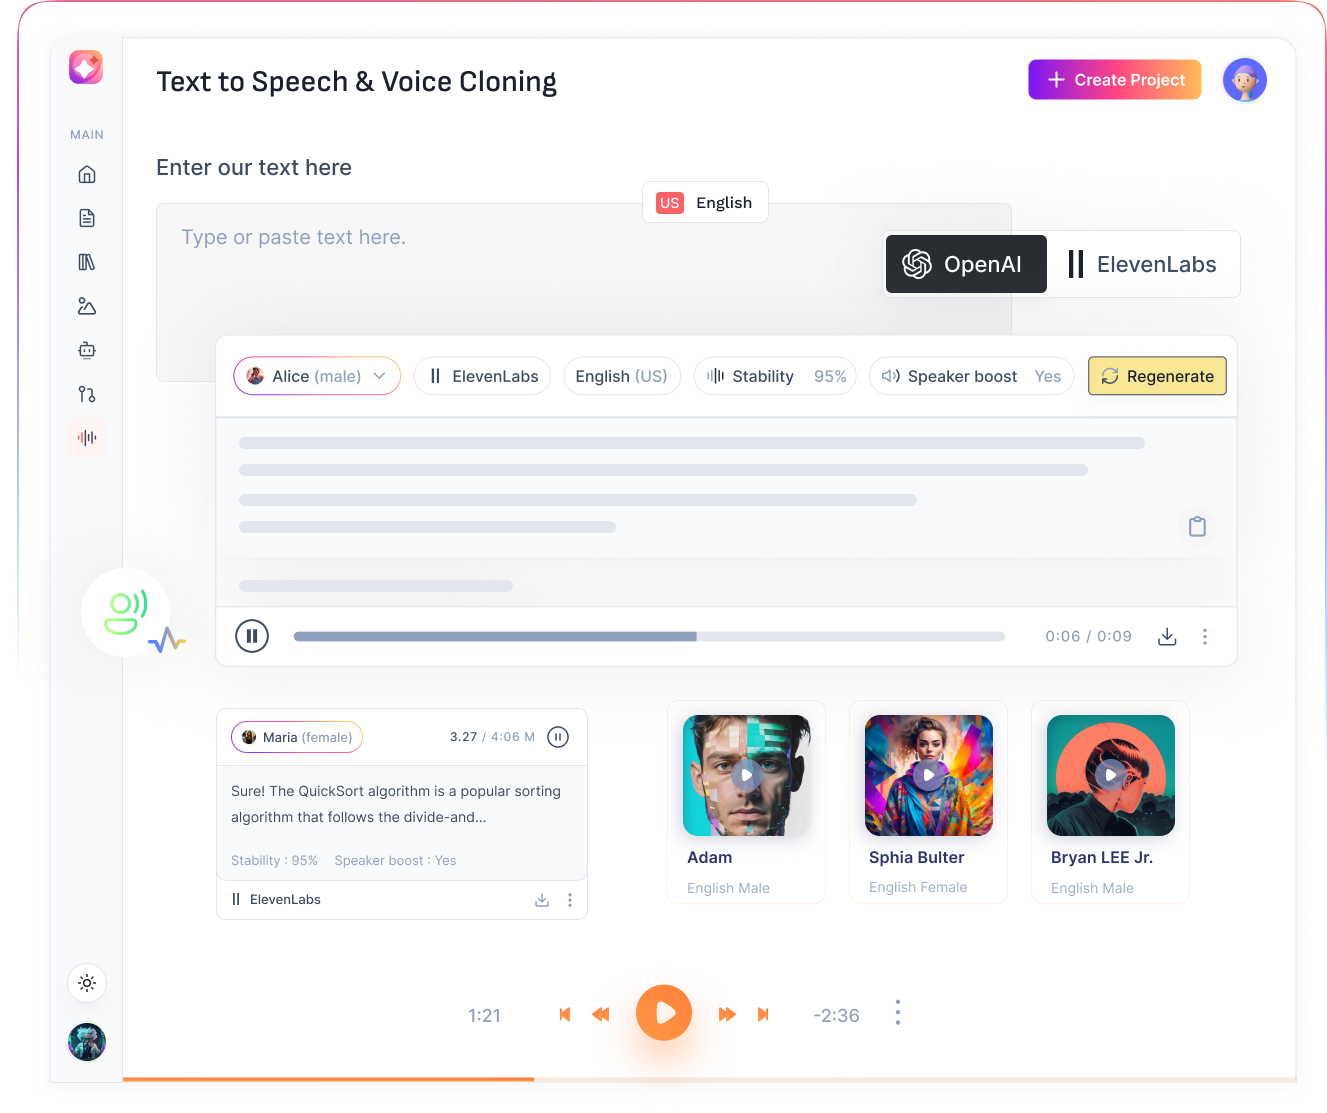 Text to Speech & Voice Cloning
Create Project
MAIN
Enter our text here
US English
Type or paste text here.
OpenAI
ElevenLabs
Alice (male)
ElevenLabs
English (US)
Stability 95%
Speaker boost Yes
Regenerate
0:06 / 0:09
Maria (female)
3.27 / 4:06 M
Sure! The QuickSort algorithm is a popular sorting
algorithm that follows the divide-and...
Stability : 95% Speaker boost : Yes
ElevenLabs
Adam
English Male
Sphia Bulter
English Female
Bryan LEE Jr.
English Male
1:21
-2:36